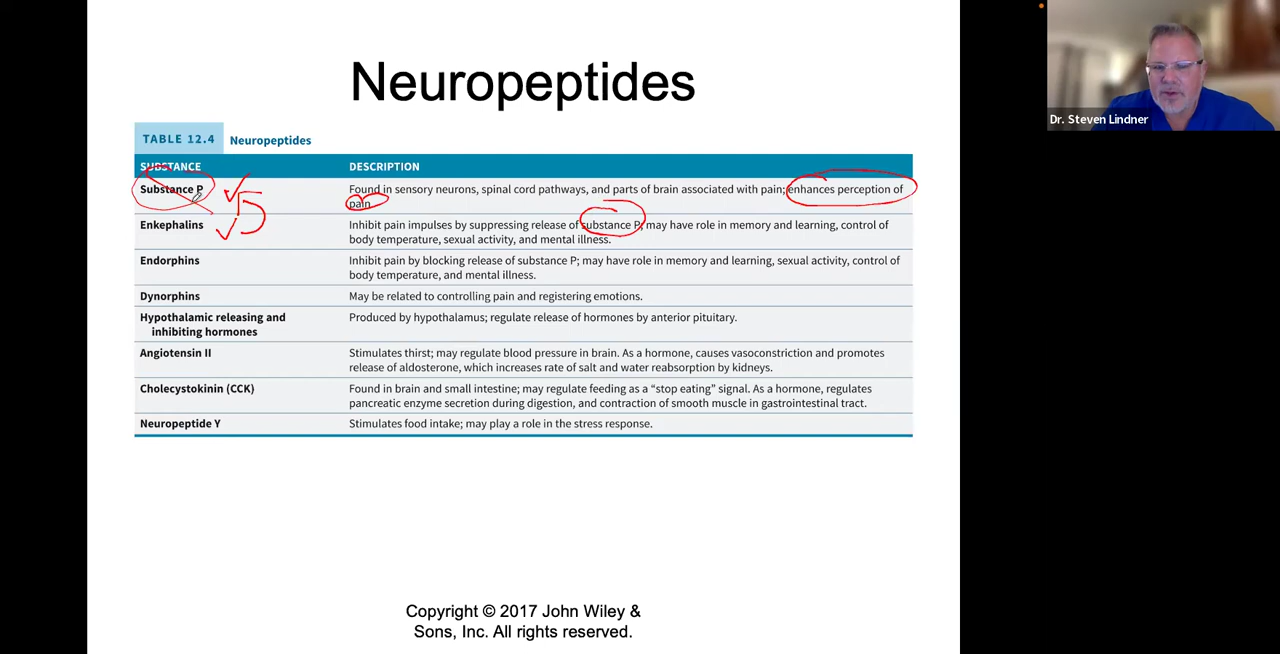 Neuropeptides
Dr. Steven Lindner
TABLE 12.4 Neuropeptides
SUBSTANCE DESCRIPTION
Substance P Found in sensory neurons, spinal cord pathways, and parts of brain associated with pain; enhances perception of
pain.
Enkephalins Inhibit pain impulses by suppressing release of substance P; may have role in memory and learning, control of
body temperature, sexual activity, and mental illness.
Endorphins Inhibit pain by blocking release of substance P; may have role in memory and learning, sexual activity, control of
body temperature, and mental illness.
Dynorphins May be related to controlling pain and registering emotions.
Hypothalamic releasing and Produced by hypothalamus; regulate release of hormones by anterior pituitary.
inhibiting hormones
Angiotensin II Stimulates thirst; may regulate blood pressure in brain. As a hormone, causes vasoconstriction and promotes
release of aldosterone, which increases rate of salt and water reabsorption by kidneys.
Cholecystokinin (CCK) Found in brain and small intestine; may regulate feeding as a “stop eating” signal. As a hormone, regulates
pancreatic enzyme secretion during digestion, and contraction of smooth muscle in gastrointestinal tract.
Neuropeptide Y Stimulates food intake; may play a role in the stress response.
Copyright © 2017 John Wiley &
Sons, Inc. All rights reserved.